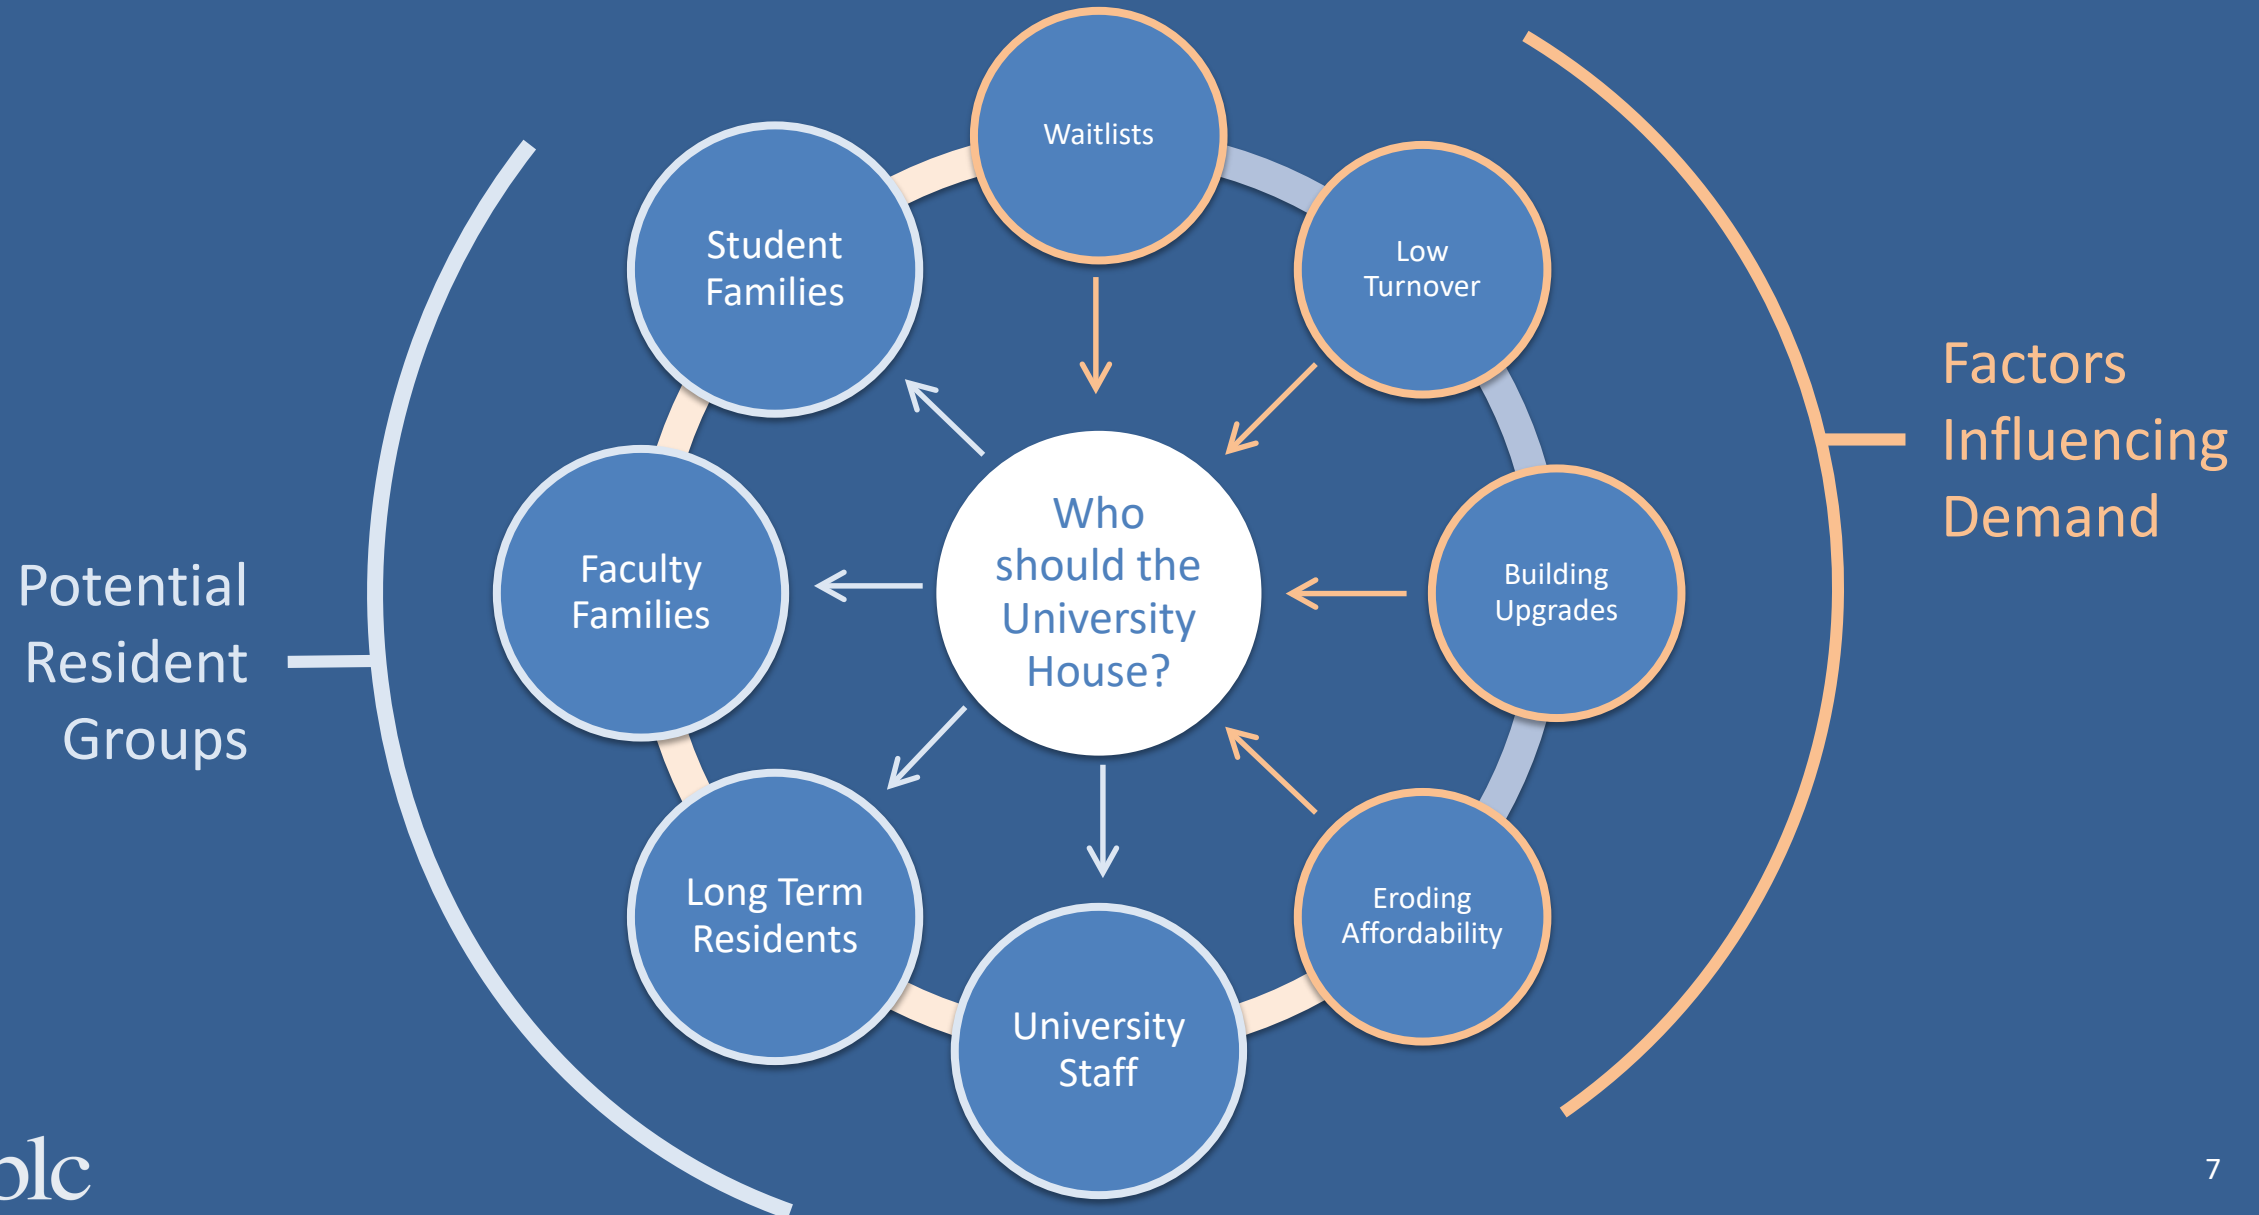 Waitlists
Low
Turnover
Building
Upgrades
Eroding
Affordability
University
Staff
Long Term
Residents
Faculty
Families
Student
Families
Who
should the
University
House?
Potential
Resident
Groups
Factors
Influencing
Demand
7